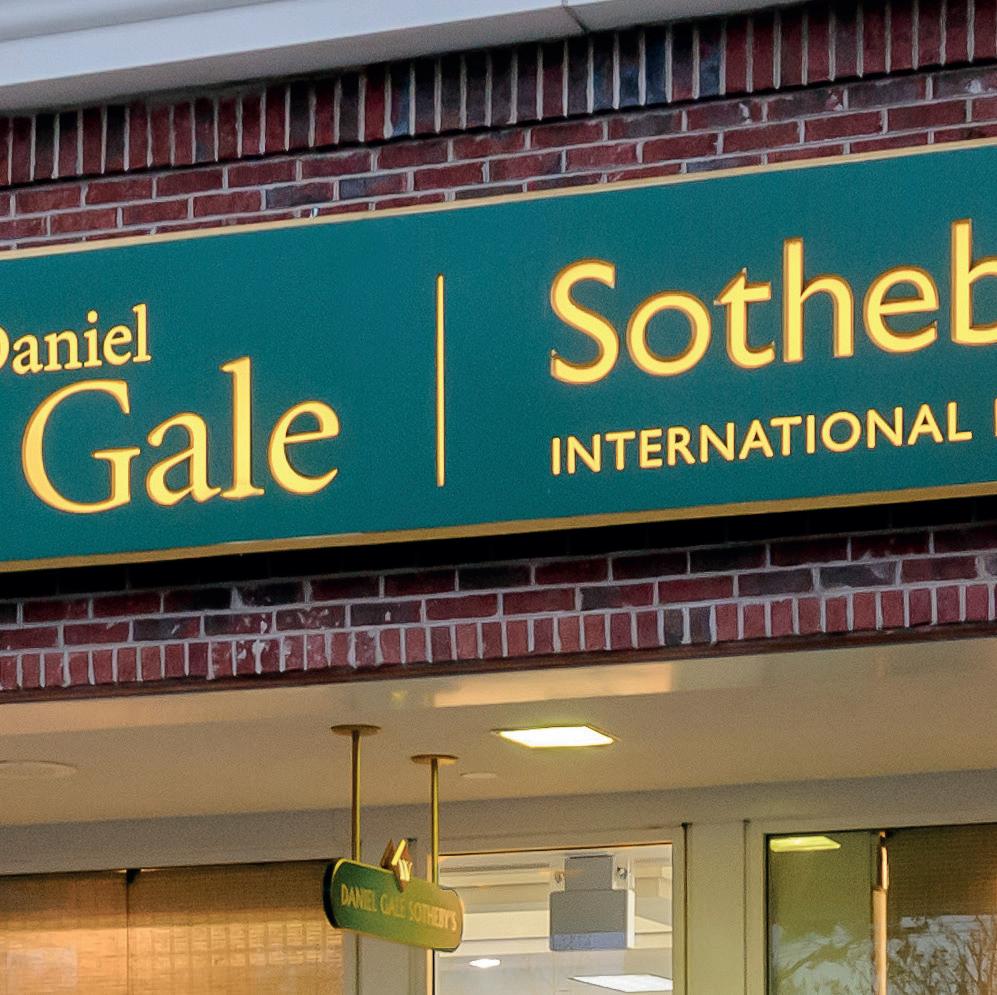 Daniel
Gale
Sotheb
INTERNATIONAL
DANIEL GALE SOTHEBY'S